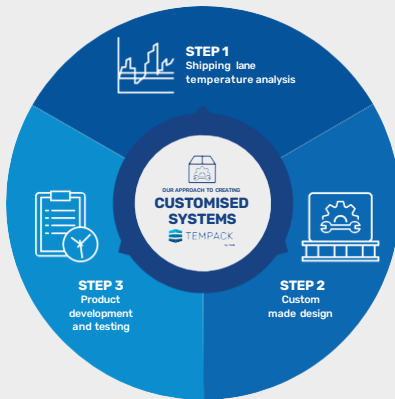 STEP 1
Shipping lane
temperature analysis
OUR APPROACH TO CREATING
CUSTOMISED
SYSTEMS
TEMPACK
STEP 3
Product
development
and testing
STEP 2
Custom
made design